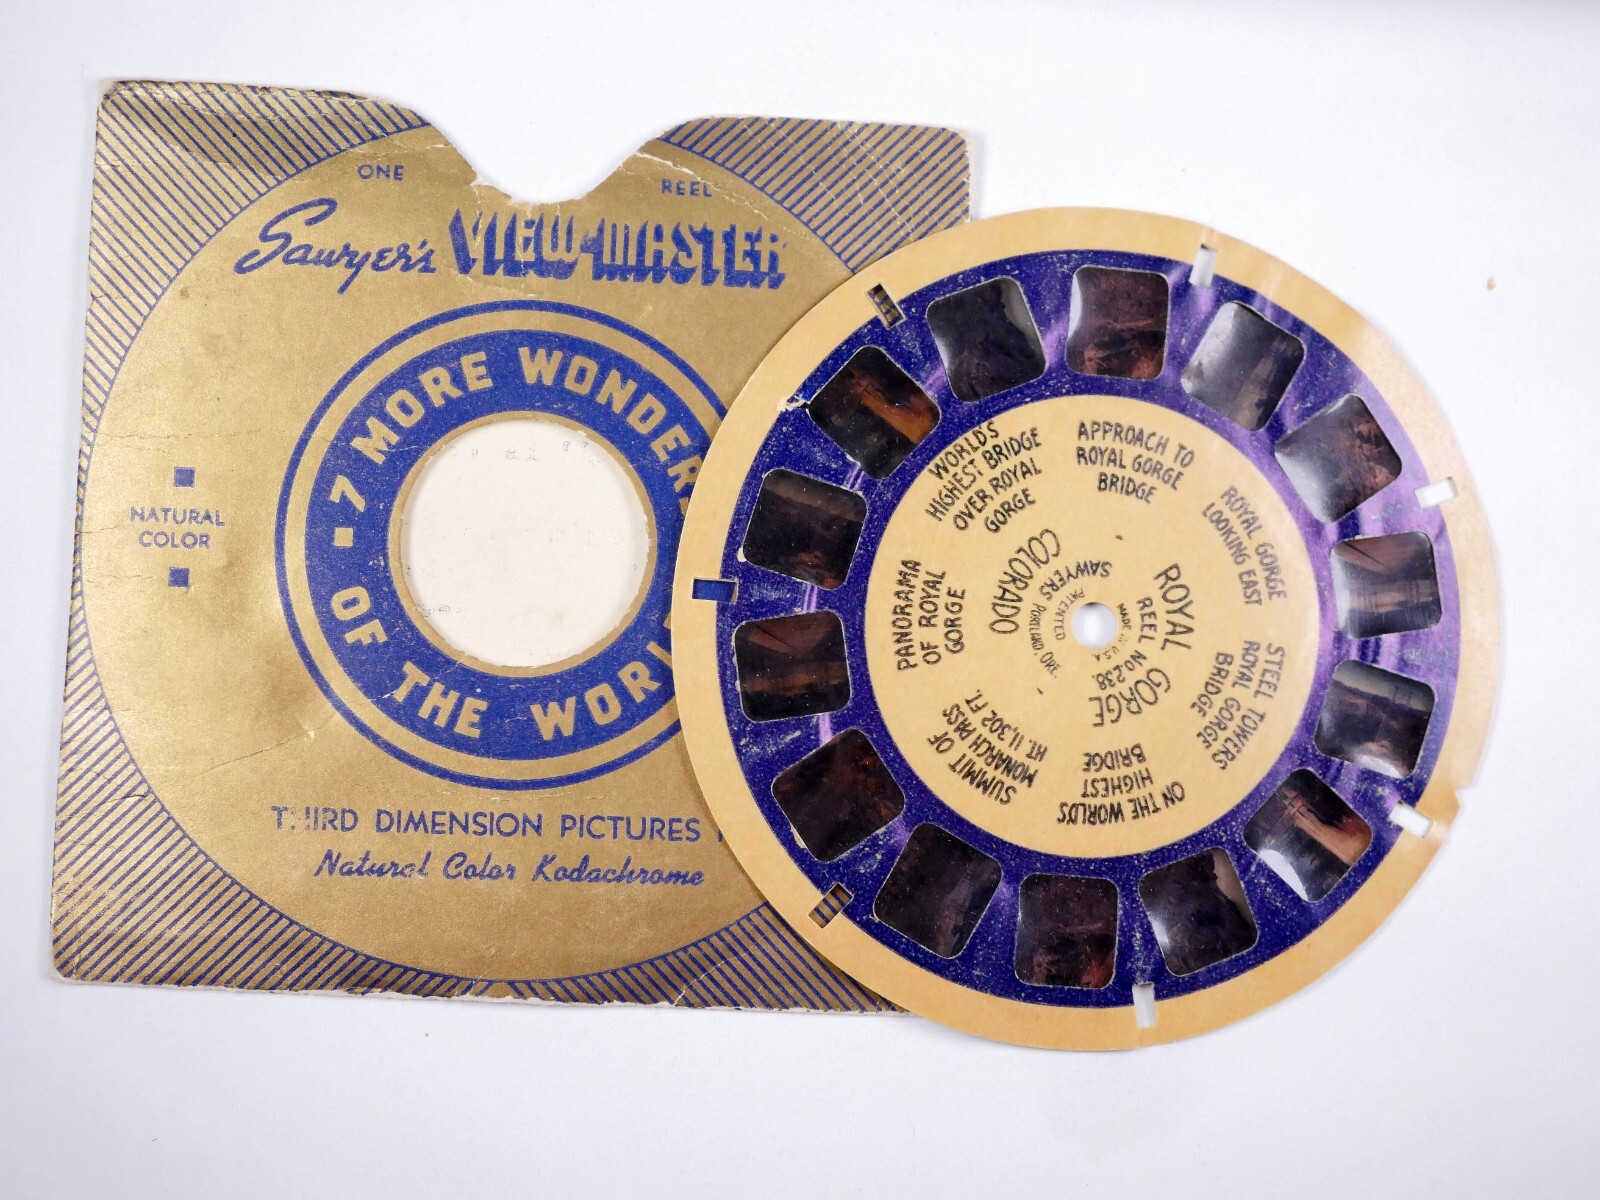 ONE REEL
Sawyer's VIEW-MASTER
7 MORE WONDERS
OF THE WORL
NATURAL
COLOR
THIRD DIMENSION PICTURES
Natural Color Kodachrome
WORLD'S
HIGHEST BRIDGE
OVER ROYAL
GORGE
APPROACH TO
ROYAL GORGE
BRIDGE
ROYAL GORGE
LOOKING EAST
STEEL TOWERS
ROYAL GORGE
BRIDGE
ON THE WORLD'S
HIGHEST
BRIDGE
SUMMIT OF
MONARCH PASS
HT. 11,302 FT.
PANORAMA
OF ROYAL
GORGE
ROYAL GORGE
COLORADO
REEL No. 238.
SAWYERS PORTLAND ORE.
PATENTED
MADE IN U.S.A.